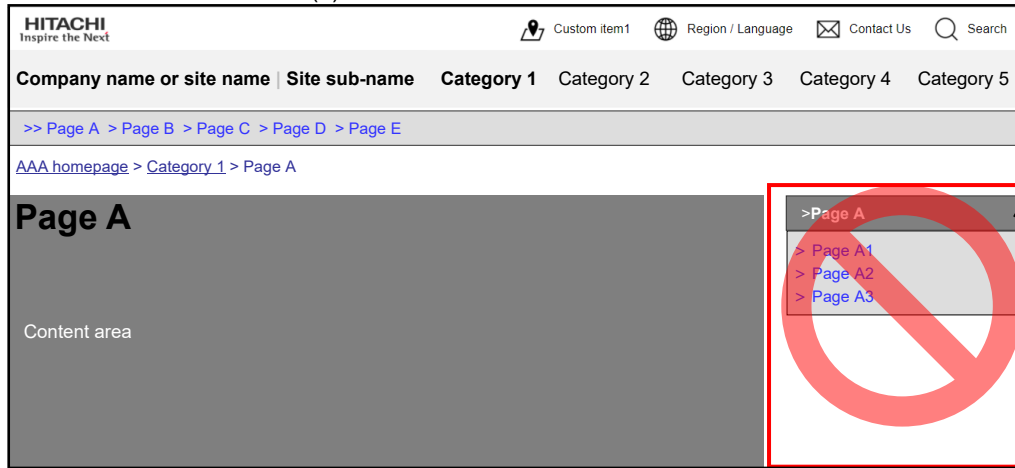 HITACHI
Inspire the Next
Custom item1 Region / Language Contact Us Search
Company name or site name | Site sub-name Category 1 Category 2 Category 3 Category 4 Category 5
>> Page A > Page B > Page C > Page D > Page E
AAA homepage > Category 1 > Page A
Page A
Content area
>Page A
> Page A1
> Page A2
> Page A3